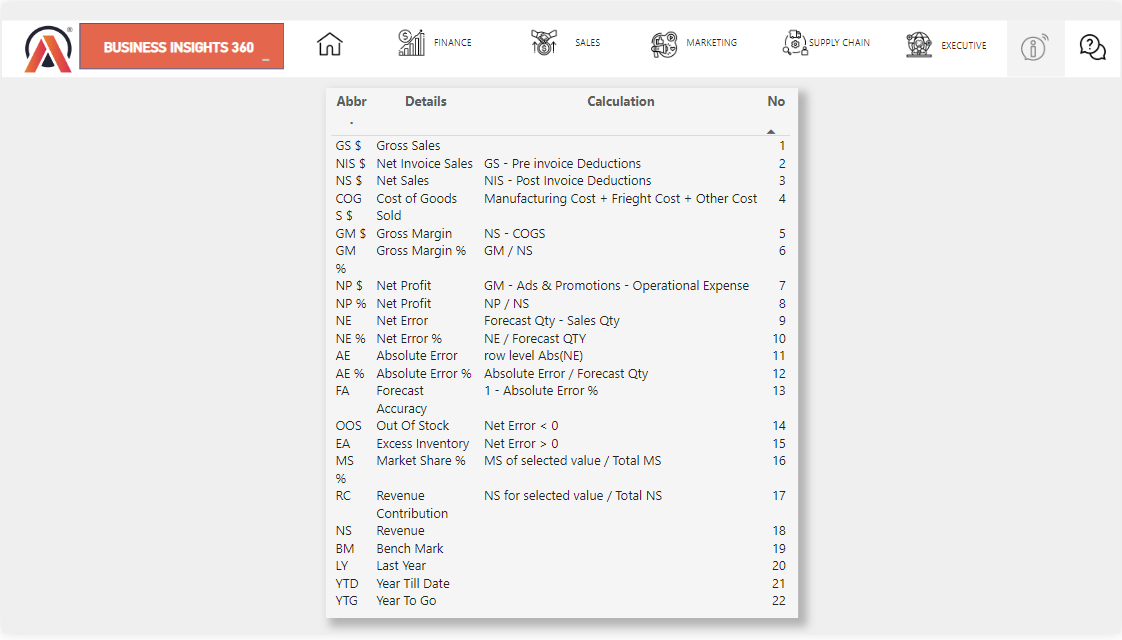 BUSINESS INSIGHTS 360
FINANCE
SALES
MARKETING
SUPPLY CHAIN
EXECUTIVE
Abbr Details Calculation No
.
GS $ Gross Sales 1
NIS $ Net Invoice Sales GS - Pre invoice Deductions 2
NS $ Net Sales NIS - Post Invoice Deductions 3
COG Cost of Goods Manufacturing Cost + Frieght Cost + Other Cost 4
S $ Sold
GM $ Gross Margin NS - COGS 5
GM Gross Margin % GM / NS 6
%
NP $ Net Profit GM - Ads & Promotions - Operational Expense 7
NP % Net Profit NP / NS 8
NE Net Error Forecast Qty - Sales Qty 9
NE % Net Error % NE / Forecast QTY 10
AE Absolute Error row level Abs(NE) 11
AE % Absolute Error % Absolute Error / Forecast Qty 12
FA Forecast 1 - Absolute Error % 13
Accuracy
OOS Out Of Stock Net Error < 0 14
EA Excess Inventory Net Error > 0 15
MS Market Share % MS of selected value / Total MS 16
%
RC Revenue NS for selected value / Total NS 17
Contribution
NS Revenue 18
BM Bench Mark 19
LY Last Year 20
YTD Year Till Date 21
YTG Year To Go 22